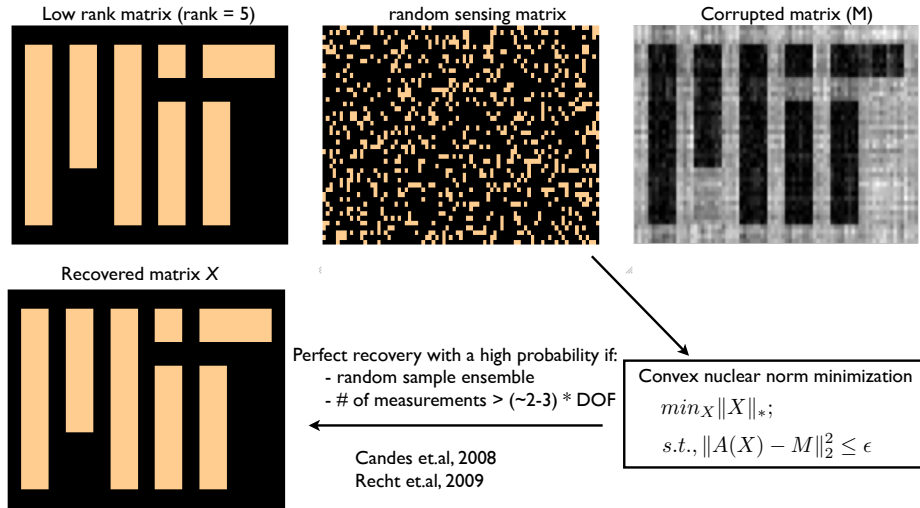 Low rank matrix (rank = 5)
random sensing matrix
Corrupted matrix (M)
Recovered matrix X
Perfect recovery with a high probability if:
- random sample ensemble
- # of measurements > (~2-3) * DOF
Candes et.al, 2008
Recht et.al, 2009
Convex nuclear norm minimization
min_X ‖X‖_*;
s.t., ‖A(X) − M‖_2^2 ≤ ϵ